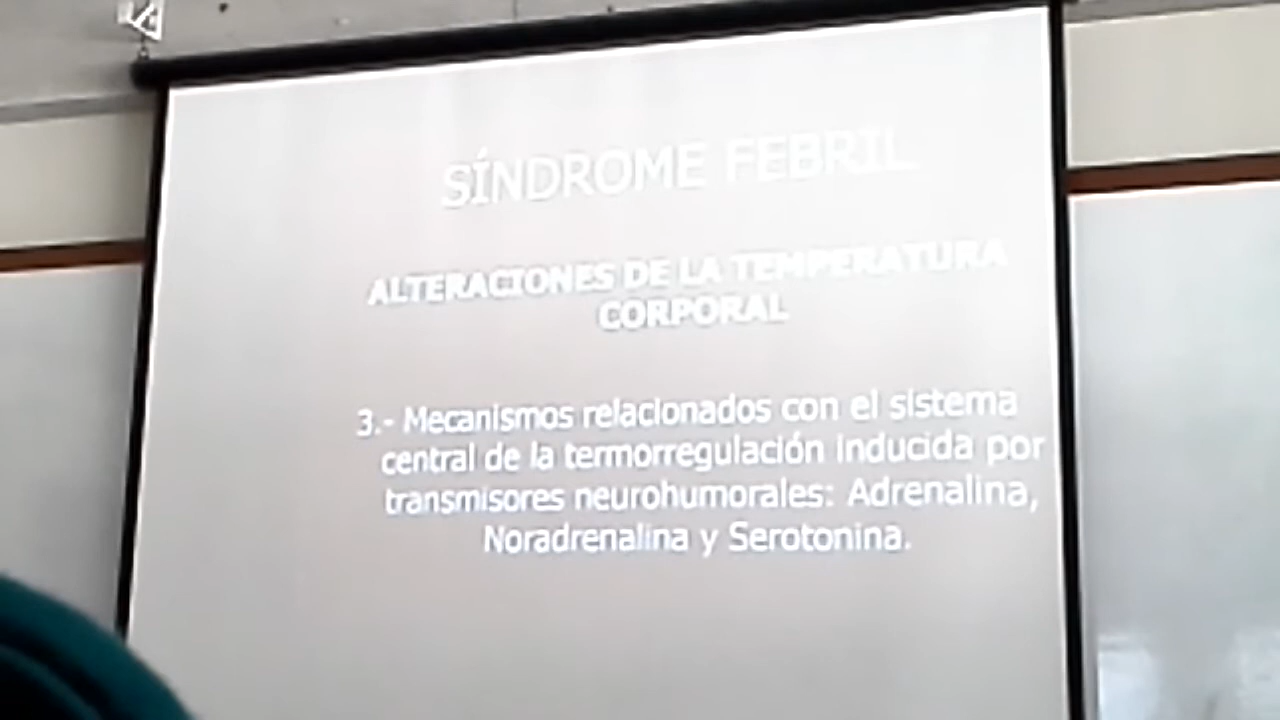 SÍNDROME FEBRIL
ALTERACIONES DE LA TEMPERATURA
CORPORAL
3.- Mecanismos relacionados con el sistema
central de la termorregulación inducida por
transmisores neurohumorales: Adrenalina,
Noradrenalina y Serotonina.